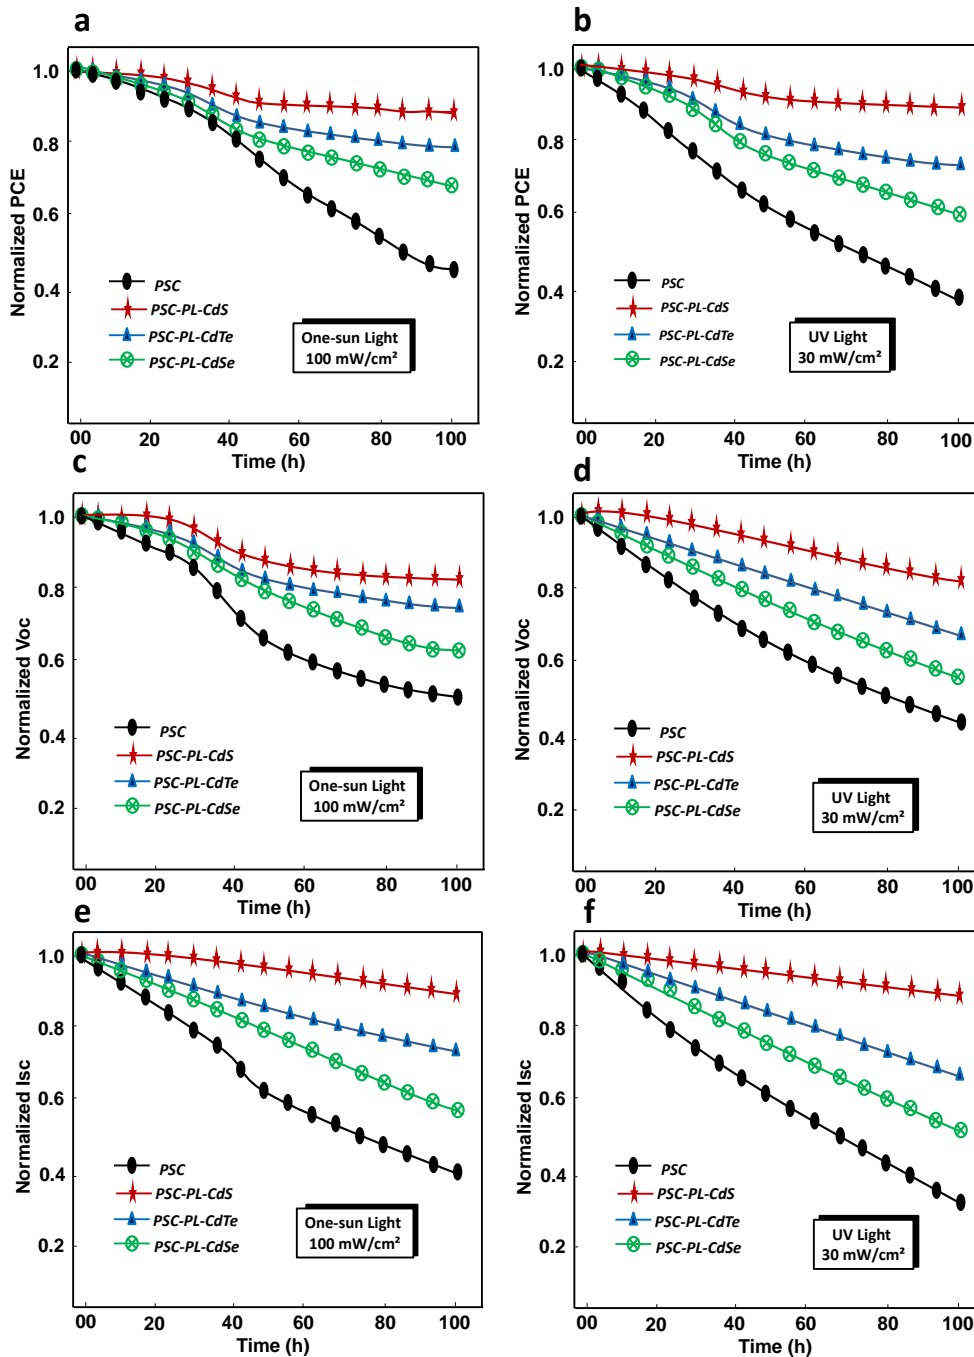 a
1.0
0.8
0.6
0.4
0.2
Normalized PCE
PSC
PSC-PL-CdS
PSC-PL-CdTe
PSC-PL-CdSe
One-sun Light
100 mW/cm²
00 20 40 60 80 100
Time (h)
b
1.0
0.8
0.6
0.4
0.2
Normalized PCE
PSC
PSC-PL-CdS
PSC-PL-CdTe
PSC-PL-CdSe
UV Light
30 mW/cm²
00 20 40 60 80 100
Time (h)
c
1.0
0.8
0.6
0.4
0.2
Normalized Voc
PSC
PSC-PL-CdS
PSC-PL-CdTe
PSC-PL-CdSe
One-sun Light
100 mW/cm²
00 20 40 60 80 100
Time (h)
d
1.0
0.8
0.6
0.4
0.2
Normalized Voc
PSC
PSC-PL-CdS
PSC-PL-CdTe
PSC-PL-CdSe
UV Light
30 mW/cm²
00 20 40 60 80 100
Time (h)
e
1.0
0.8
0.6
0.4
0.2
Normalized Isc
PSC
PSC-PL-CdS
PSC-PL-CdTe
PSC-PL-CdSe
One-sun Light
100 mW/cm²
00 20 40 60 80 100
Time (h)
f
1.0
0.8
0.6
0.4
0.2
Normalized Isc
PSC
PSC-PL-CdS
PSC-PL-CdTe
PSC-PL-CdSe
UV Light
30 mW/cm²
00 20 40 60 80 100
Time (h)